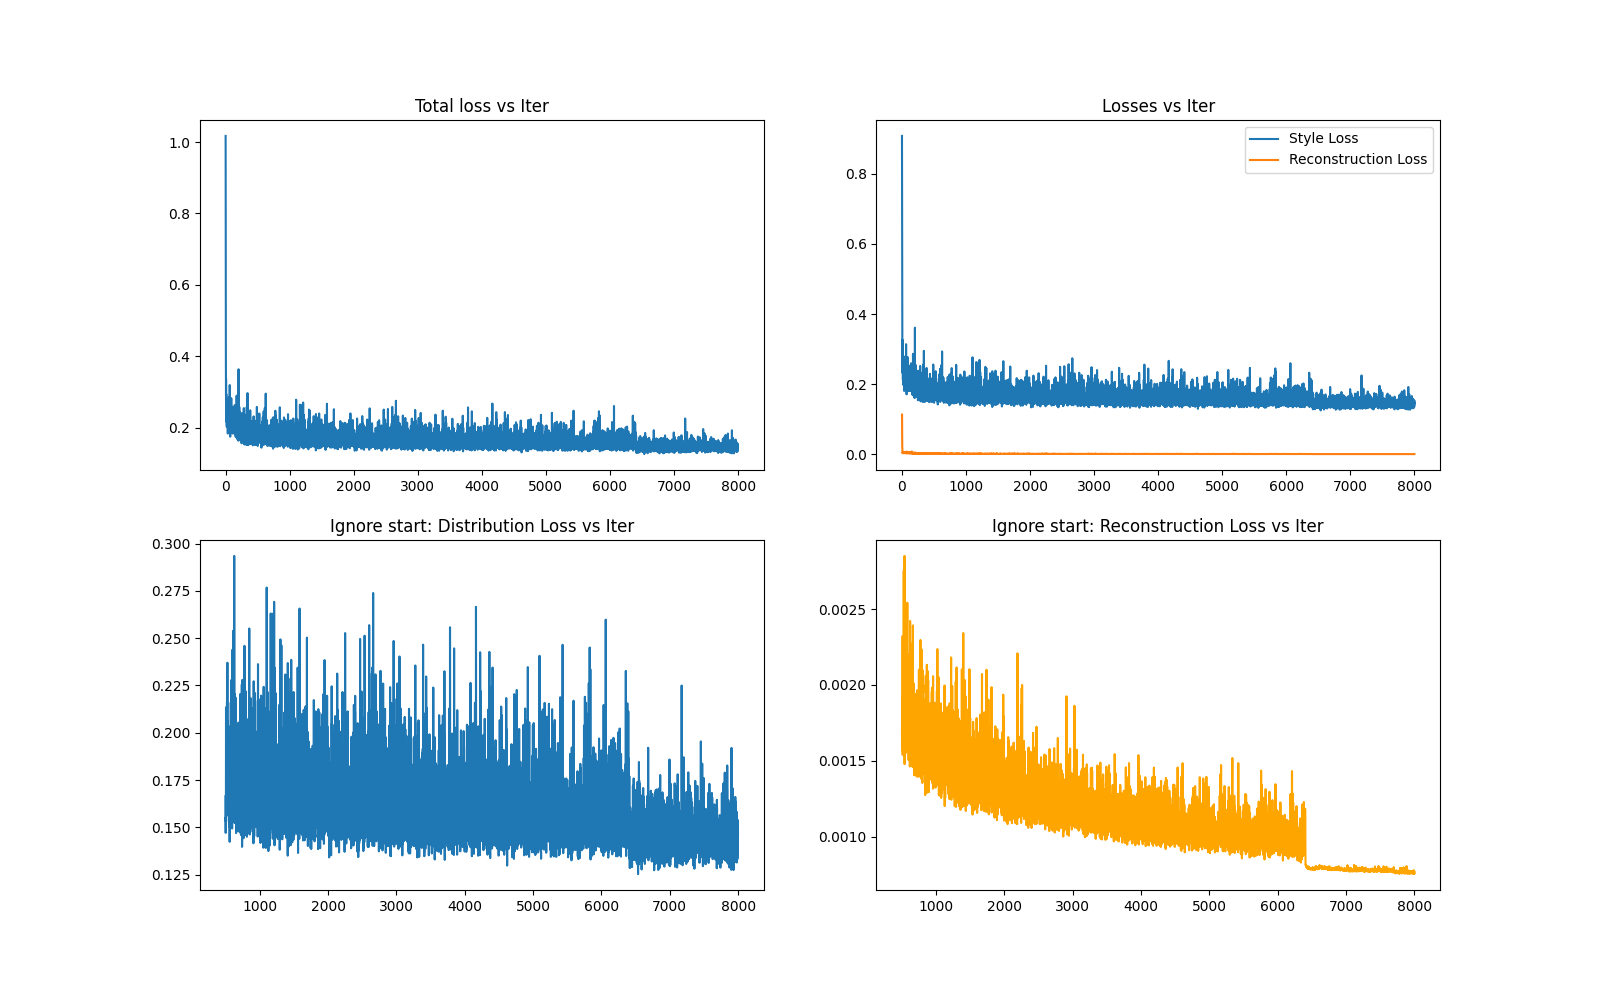 Total loss vs Iter
1.0
0.8
0.6
0.4
0.2
0 1000 2000 3000 4000 5000 6000 7000 8000
Losses vs Iter
Style Loss
Reconstruction Loss
0.8
0.6
0.4
0.2
0.0
0 1000 2000 3000 4000 5000 6000 7000 8000
Ignore start: Distribution Loss vs Iter
0.300
0.275
0.250
0.225
0.200
0.175
0.150
0.125
1000 2000 3000 4000 5000 6000 7000 8000
Ignore start: Reconstruction Loss vs Iter
0.0025
0.0020
0.0015
0.0010
1000 2000 3000 4000 5000 6000 7000 8000